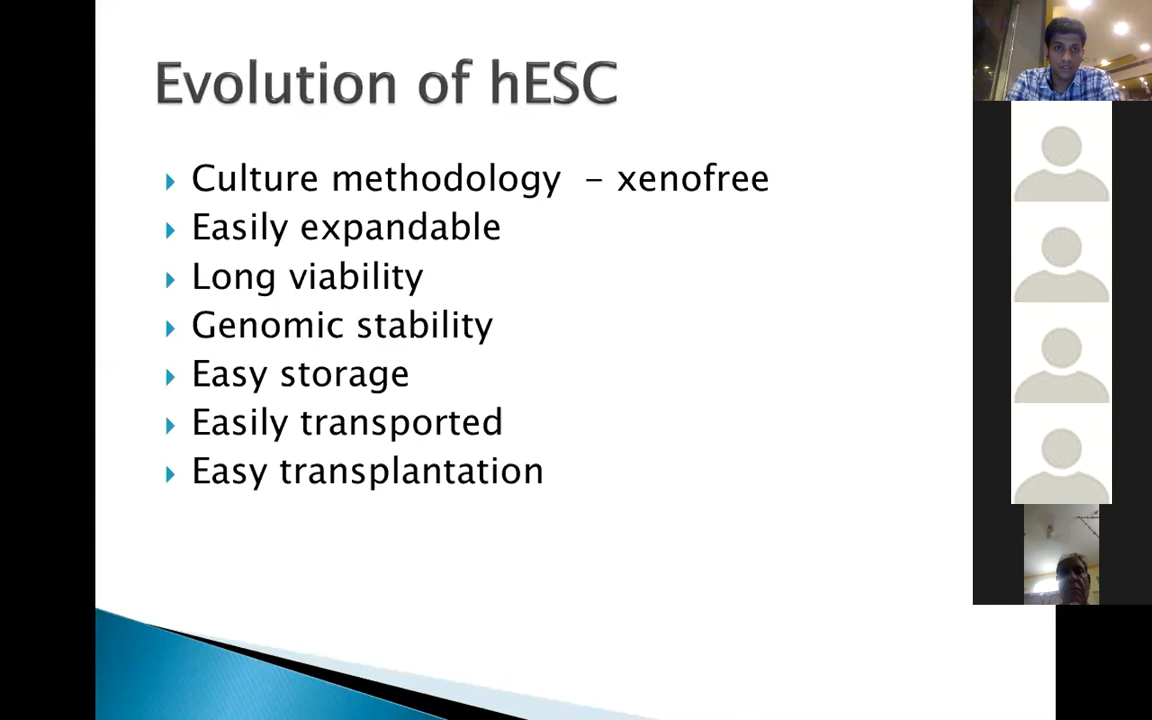 Evolution of hESC
Culture methodology - xenofree
Easily expandable
Long viability
Genomic stability
Easy storage
Easily transported
Easy transplantation